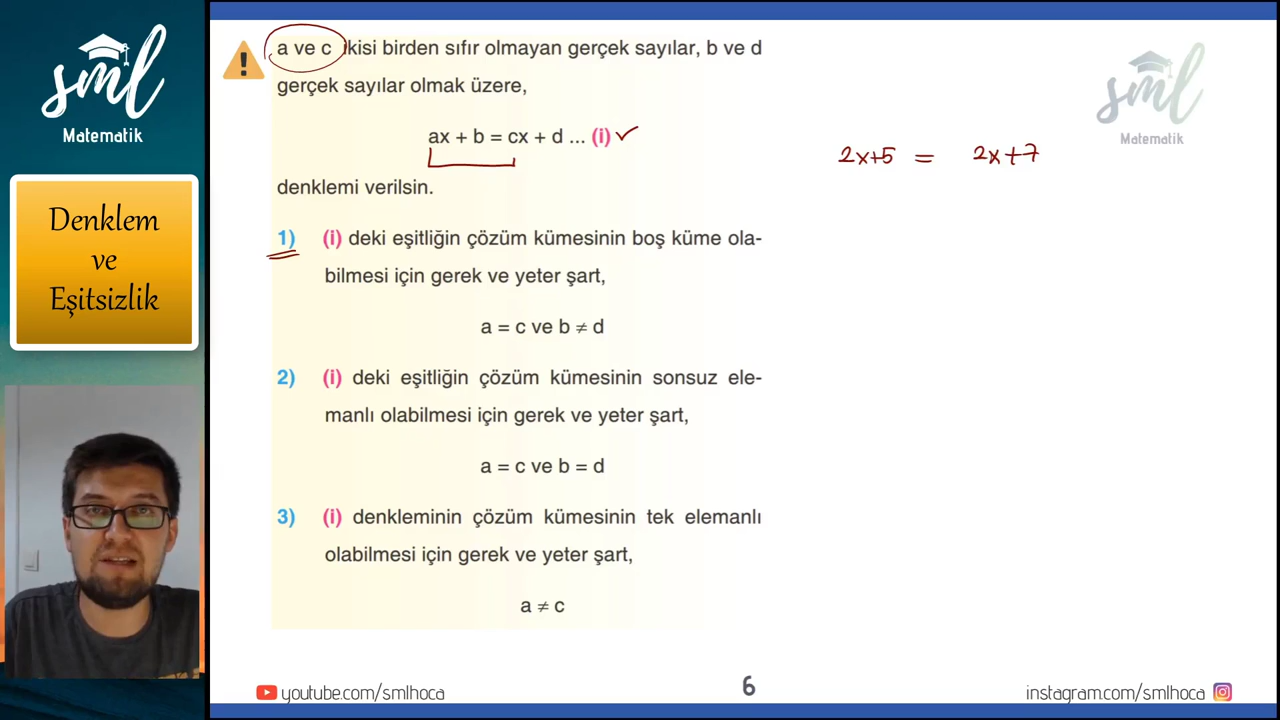 sml
Matematik
Denklem
ve
Eşitsizlik
a ve c ikisi birden sıfır olmayan gerçek sayılar, b ve d
gerçek sayılar olmak üzere,
ax + b = cx + d ... (i)
denklemi verilsin.
1) (i) deki eşitliğin çözüm kümesinin boş küme ola-
bilmesi için gerek ve yeter şart,
a = c ve b ≠ d
2) (i) deki eşitliğin çözüm kümesinin sonsuz ele-
manlı olabilmesi için gerek ve yeter şart,
a = c ve b = d
3) (i) denkleminin çözüm kümesinin tek elemanlı
olabilmesi için gerek ve yeter şart,
a ≠ c
sml
Matematik
2x+5 = 2x+7
youtube.com/smlhoca
6
instagram.com/smlhoca